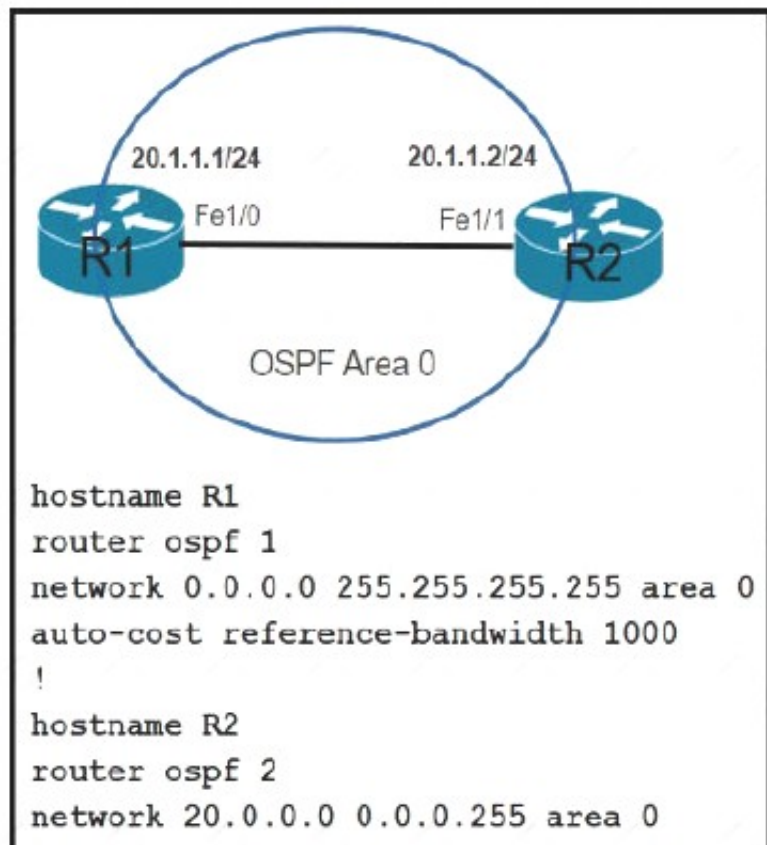 20.1.1.1/24 20.1.1.2/24
Fe1/0 Fe1/1
R1 R2
OSPF Area 0
hostname R1
router ospf 1
network 0.0.0.0 255.255.255.255 area 0
auto-cost reference-bandwidth 1000
!
hostname R2
router ospf 2
network 20.0.0.0 0.0.0.255 area 0